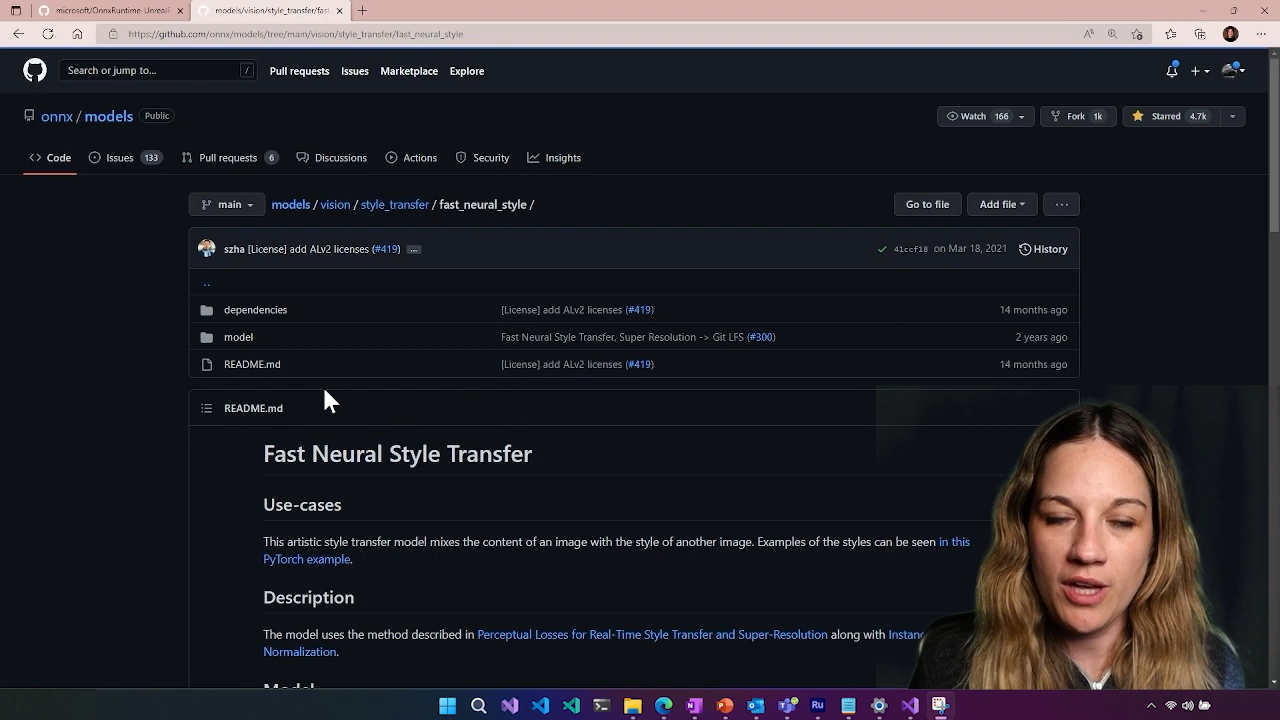 microsoft/OnnxRuntime-UnrealE
models/vision/style_transfer/fast_
https://github.com/onnx/models/tree/main/vision/style_transfer/fast_neural_style
Search or jump to...
/
Pull requests
Issues
Marketplace
Explore
onnx / models
Public
Watch 166
Fork 1k
Starred 4.7k
Code
Issues 133
Pull requests 6
Discussions
Actions
Security
Insights
main
models / vision / style_transfer / fast_neural_style /
Go to file
Add file
...
szha [License] add ALv2 licenses (#419) ...
41ccf18 on Mar 18, 2021
History
..
dependencies
[License] add ALv2 licenses (#419)
14 months ago
model
Fast Neural Style Transfer, Super Resolution -> Git LFS (#300)
2 years ago
README.md
[License] add ALv2 licenses (#419)
14 months ago
README.md
Fast Neural Style Transfer
Use-cases
This artistic style transfer model mixes the content of an image with the style of another image. Examples of the styles can be seen in this
PyTorch example.
Description
The model uses the method described in Perceptual Losses for Real-Time Style Transfer and Super-Resolution along with Instanc
Normalization.
Model
Ru